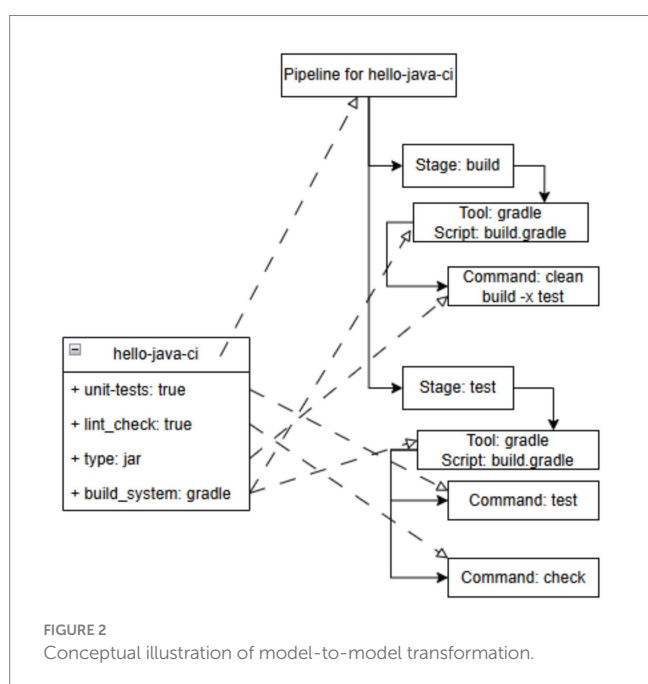 Pipeline for hello-java-ci
Stage: build
Tool: gradle
Script: build.gradle
Command: clean
build -x test
hello-java-ci
+ unit-tests: true
+ lint_check: true
+ type: jar
+ build_system: gradle
Stage: test
Tool: gradle
Script: build.gradle
Command: test
Command: check
FIGURE 2
Conceptual illustration of model-to-model transformation.